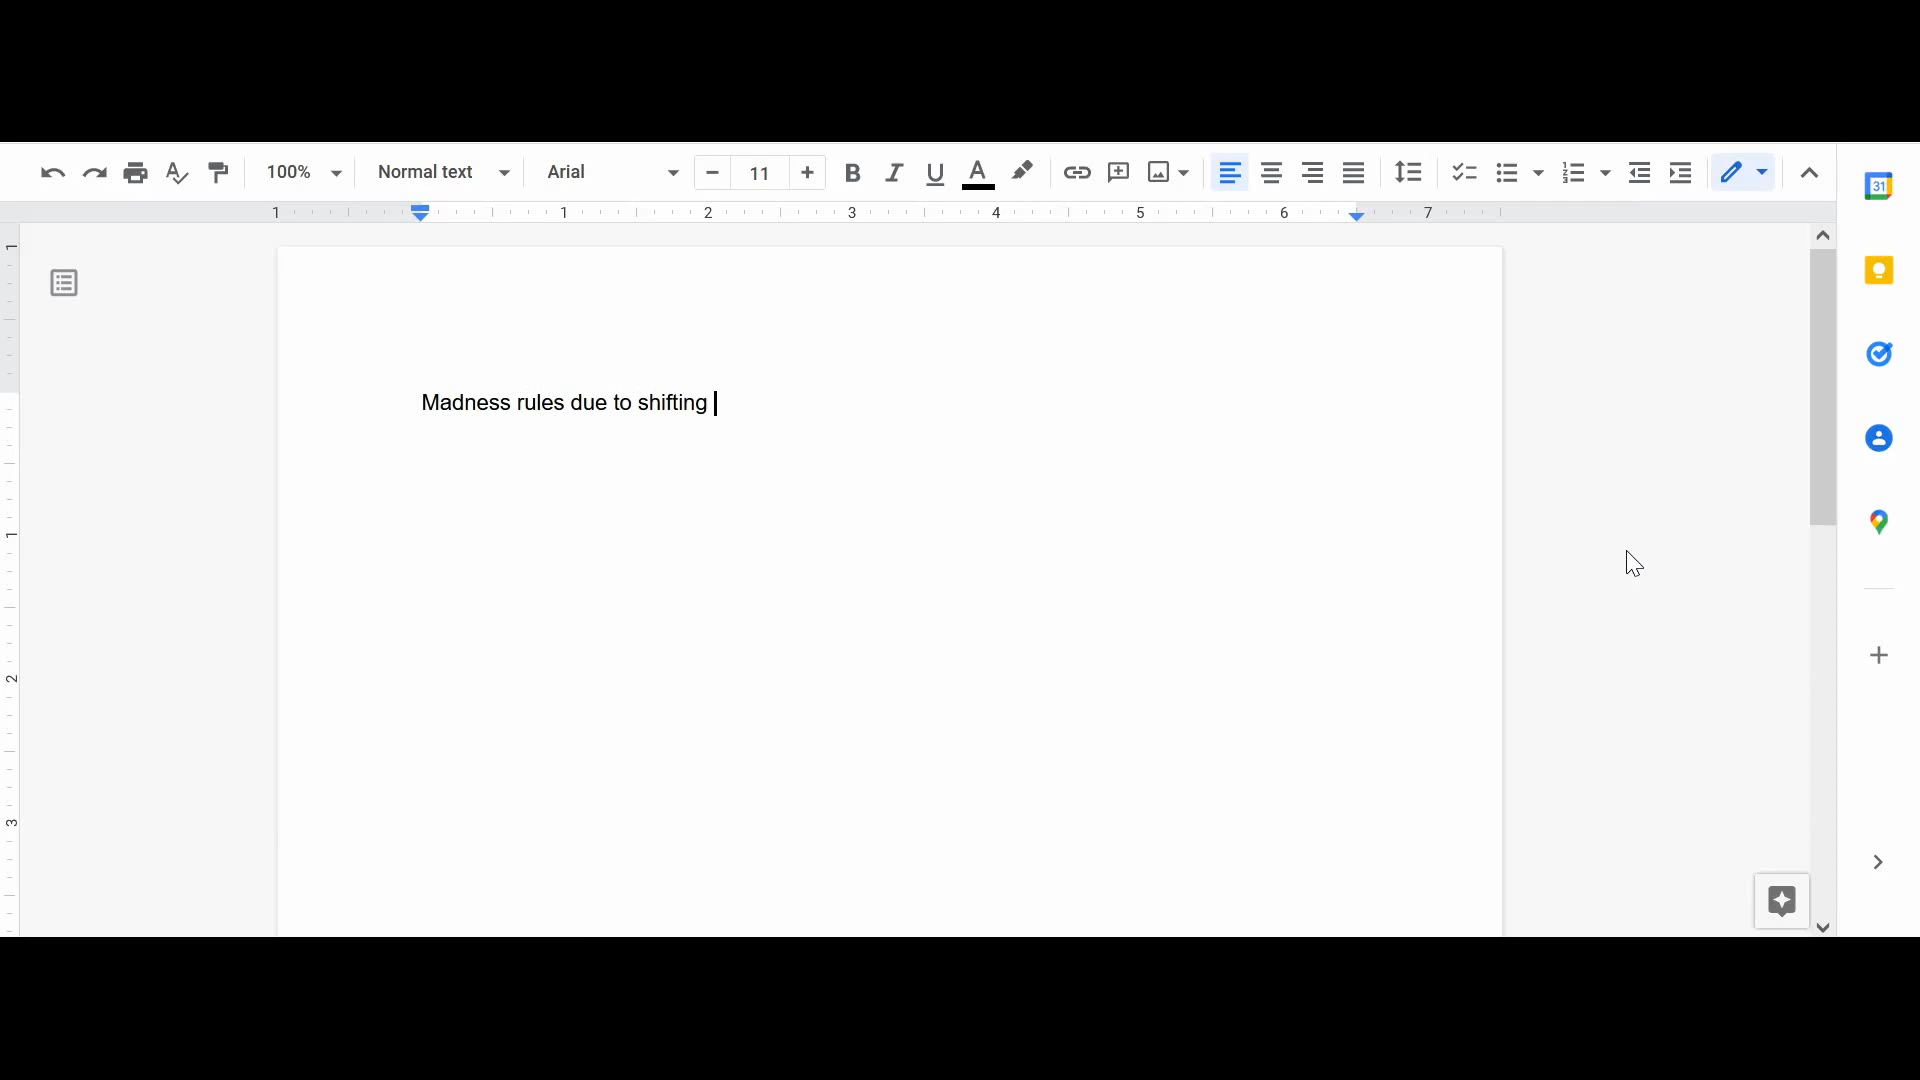 100% Normal text Arial 11
1 1 2 3 4 5 6 7
31
1
Madness rules due to shifting
1
2
3